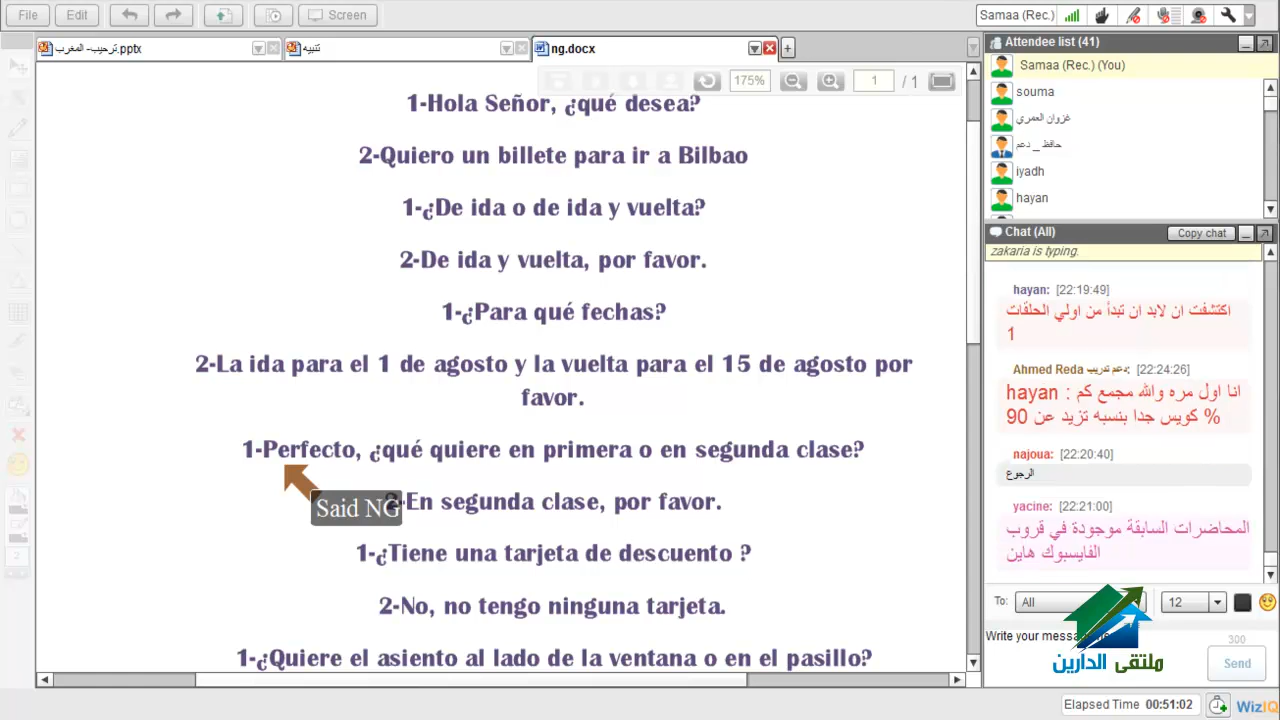 File
Edit
Screen
Samaa (Rec.)
ترحيب- المغرب.pptx
تنبيه
ng.docx
175%
1
/ 1
1-Hola Señor, ¿qué desea?
2-Quiero un billete para ir a Bilbao
1-¿De ida o de ida y vuelta?
2-De ida y vuelta, por favor.
1-¿Para qué fechas?
2-La ida para el 1 de agosto y la vuelta para el 15 de agosto por
favor.
1-Perfecto, ¿qué quiere en primera o en segunda clase?
Said NG
2-En segunda clase, por favor.
1-¿Tiene una tarjeta de descuento ?
2-No, no tengo ninguna tarjeta.
1-¿Quiere el asiento al lado de la ventana o en el pasillo?
Attendee list (41)
Samaa (Rec.) (You)
souma
غزوان العمري
حافظ _ دعم
iyadh
hayan
Chat (All)
Copy chat
zakaria is typing.
hayan: [22:19:49]
اكتشفت ان لابد ان تبدأ من اولي الحلقات
1
Ahmed Reda دعم تدريب: [22:24:26]
انا اول مره والله مجمع كم : hayan
كويس جدا بنسبه تزيد عن 90 %
najoua: [22:20:40]
الرجوع
yacine: [22:21:00]
المحاضرات السابقة موجودة في قروب
الفايسبوك هاين
To:
All
12
Write your mess
300
Send
ملتقى الدارين
Elapsed Time 00:51:02
WizIQ
2